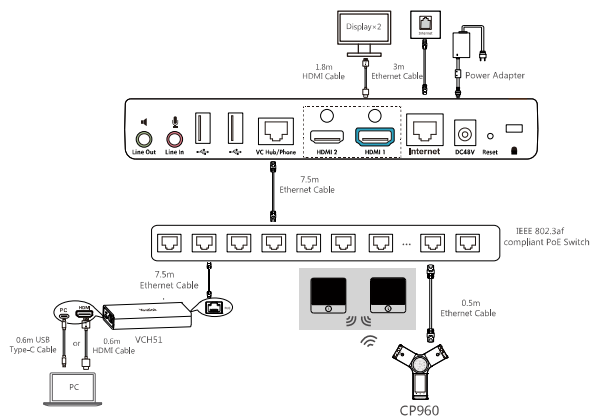 Display×2
Internet
1.8m
HDMI Cable
3m
Ethernet Cable
Power Adapter
Line Out
Line In
VC Hub/Phone
HDMI 2
HDMI 1
Internet
DC48V
Reset
7.5m
Ethernet Cable
IEEE 802.3af
compliant PoE Switch
...
7.5m
Ethernet Cable
0.5m
Ethernet Cable
PC
HDMI
VCH51
0.6m USB
Type-C Cable
or
0.6m
HDMI Cable
PC
CP960